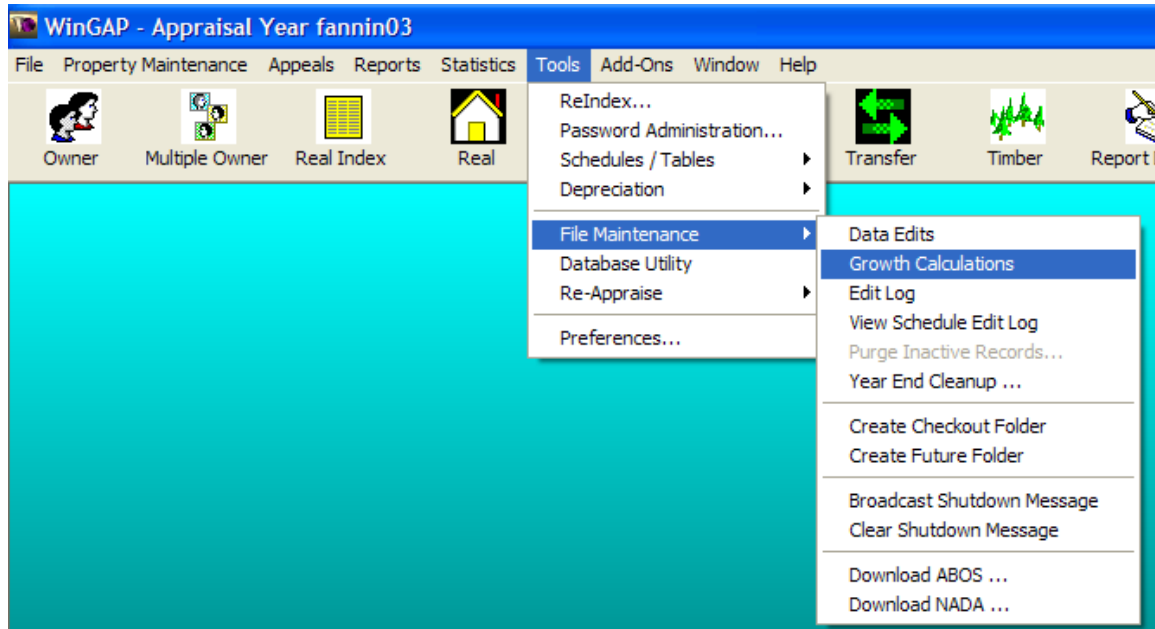 WinGAP - Appraisal Year fannin03
File Property Maintenance Appeals Reports Statistics Tools Add-Ons Window Help
Owner Multiple Owner Real Index Real Transfer Timber Report
ReIndex...
Password Administration...
Schedules / Tables
Depreciation
File Maintenance
Database Utility
Re-Appraise
Preferences...
Data Edits
Growth Calculations
Edit Log
View Schedule Edit Log
Purge Inactive Records...
Year End Cleanup ...
Create Checkout Folder
Create Future Folder
Broadcast Shutdown Message
Clear Shutdown Message
Download ABOS ...
Download NADA ...